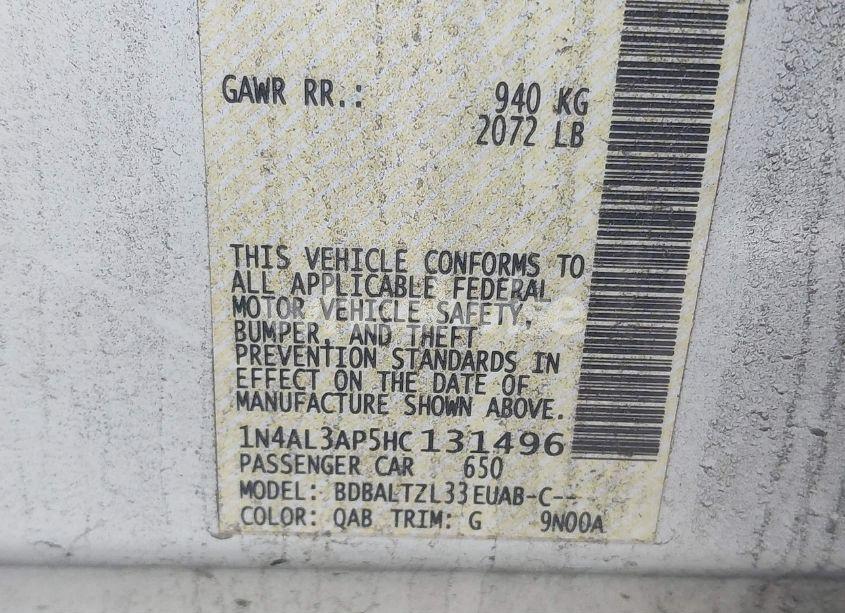 GAWR RR.: 940 KG
2072 LB
THIS VEHICLE CONFORMS TO
ALL APPLICABLE FEDERAL
MOTOR VEHICLE SAFETY,
BUMPER, AND THEFT
PREVENTION STANDARDS IN
EFFECT ON THE DATE OF
MANUFACTURE SHOWN ABOVE.
1N4AL3AP5HC131496
PASSENGER CAR 650
MODEL: BDBALTZL33EUAB-C--
COLOR: QAB TRIM: G 9N00A